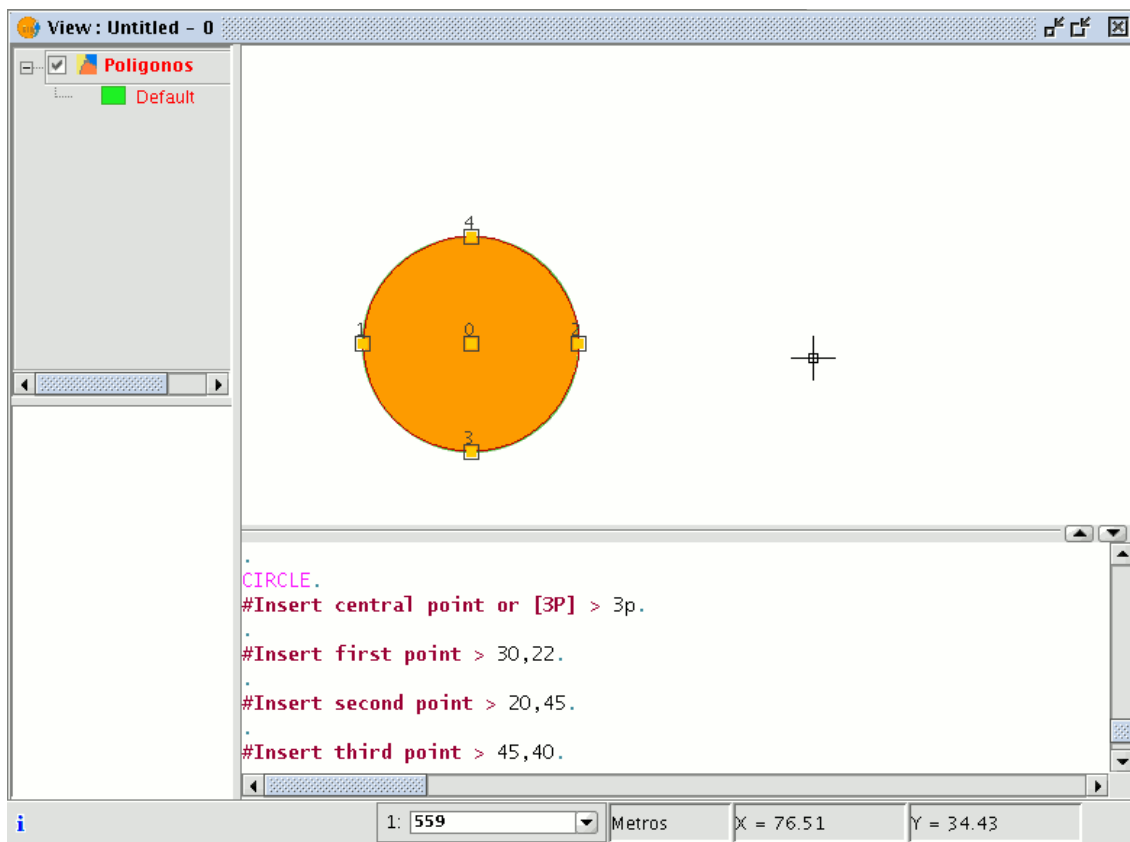 View : Untitled - 0
Poligonos
Default
4
1
0
2
3
.
CIRCLE.
#Insert central point or [3P] > 3p.
.
#Insert first point > 30,22.
.
#Insert second point > 20,45.
.
#Insert third point > 45,40.
i
1: 559
Metros
X = 76.51
Y = 34.43